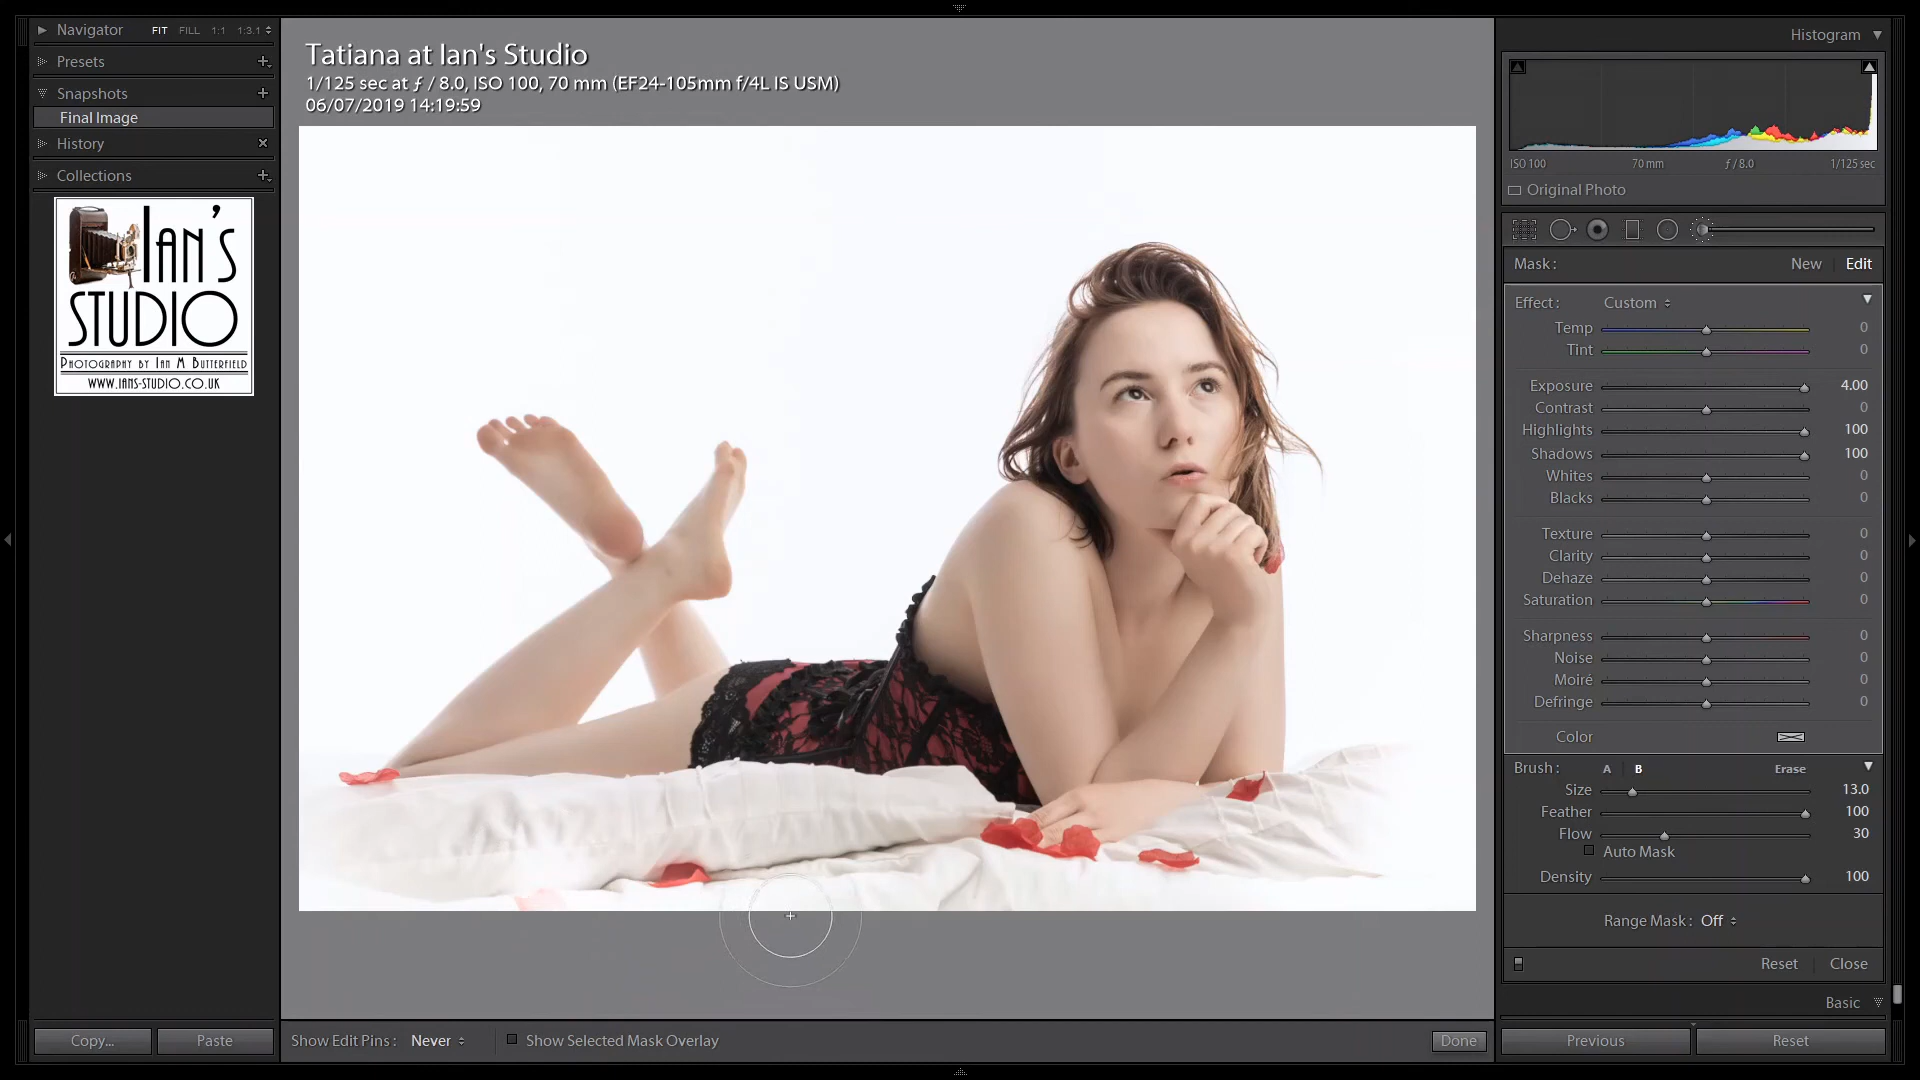 Navigator FIT FILL 1:1 1:3.1
Presets
Snapshots
Final Image
History
Collections
IAN'S
STUDIO
PHOTOGRAPHY BY IAN M BUTTERFIELD
WWW.IANS-STUDIO.CO.UK
Copy... Paste
Tatiana at Ian's Studio
1/125 sec at ƒ / 8.0, ISO 100, 70 mm (EF24-105mm f/4L IS USM)
06/07/2019 14:19:59
Show Edit Pins : Never Show Selected Mask Overlay Done
Histogram
ISO 100 70 mm ƒ / 8.0 1/125 sec
Original Photo
Mask : New Edit
Effect : Custom
Temp 0
Tint 0
Exposure 4.00
Contrast 0
Highlights 100
Shadows 100
Whites 0
Blacks 0
Texture 0
Clarity 0
Dehaze 0
Saturation 0
Sharpness 0
Noise 0
Moiré 0
Defringe 0
Color
Brush : A B Erase
Size 13.0
Feather 100
Flow 30
Auto Mask
Density 100
Range Mask : Off
Reset Close
Basic
Previous Reset